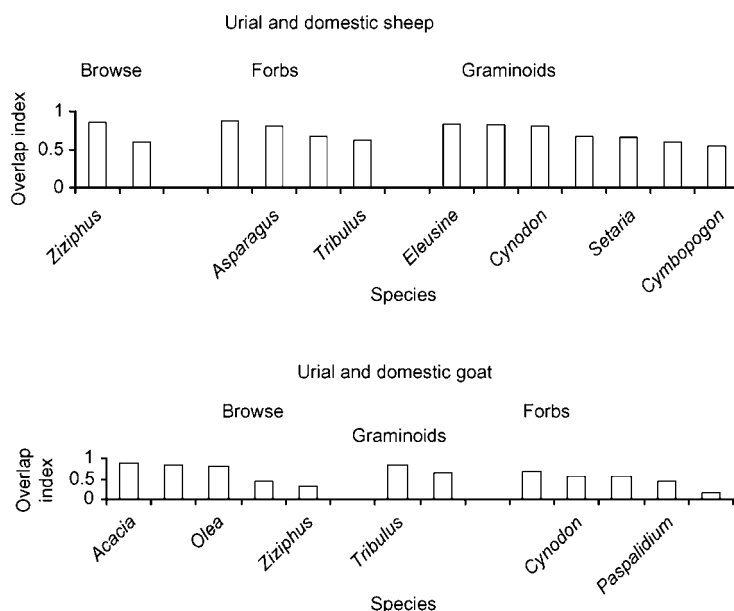 Urial and domestic sheep
Browse Forbs Graminoids
Overlap index
1
0.5
0
Ziziphus Asparagus Tribulus Eleusine Cynodon Setaria Cymbopogon
Species
Urial and domestic goat
Browse Forbs
Graminoids
Overlap
index
1
0.5
0
Acacia Olea Ziziphus Tribulus Cynodon Paspalidium
Species